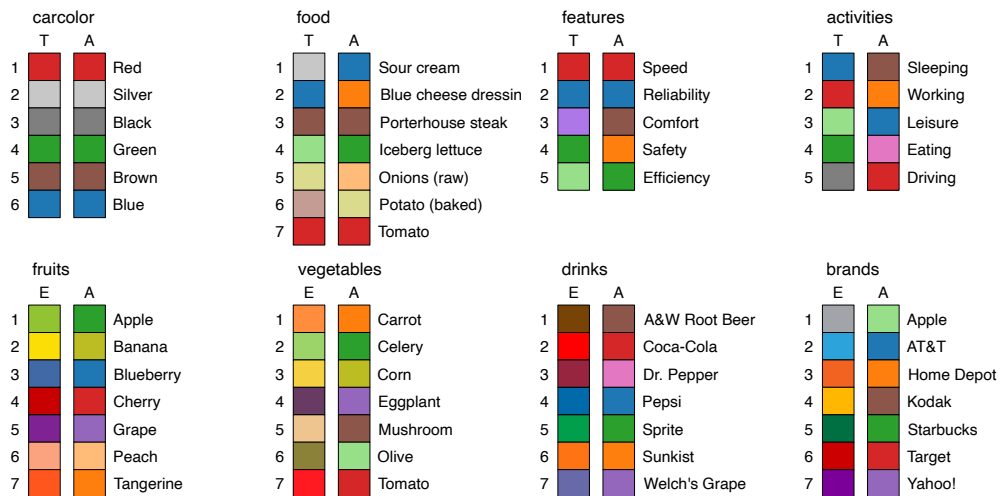 carcolor
T A
1 Red
2 Silver
3 Black
4 Green
5 Brown
6 Blue
food
T A
1 Sour cream
2 Blue cheese dressin
3 Porterhouse steak
4 Iceberg lettuce
5 Onions (raw)
6 Potato (baked)
7 Tomato
features
T A
1 Speed
2 Reliability
3 Comfort
4 Safety
5 Efficiency
activities
T A
1 Sleeping
2 Working
3 Leisure
4 Eating
5 Driving
fruits
E A
1 Apple
2 Banana
3 Blueberry
4 Cherry
5 Grape
6 Peach
7 Tangerine
vegetables
E A
1 Carrot
2 Celery
3 Corn
4 Eggplant
5 Mushroom
6 Olive
7 Tomato
drinks
E A
1 A&W Root Beer
2 Coca-Cola
3 Dr. Pepper
4 Pepsi
5 Sprite
6 Sunkist
7 Welch's Grape
brands
E A
1 Apple
2 AT&T
3 Home Depot
4 Kodak
5 Starbucks
6 Target
7 Yahoo!